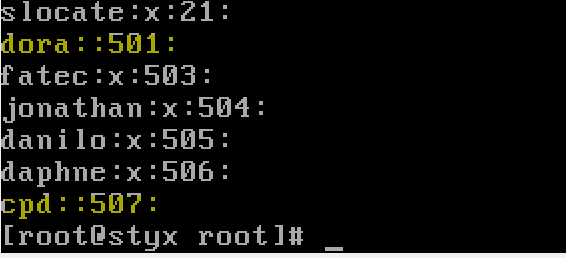 slocate:x:21:
dora::501:
fatec:x:503:
jonathan:x:504:
danilo:x:505:
daphne:x:506:
cpd::507:
[root@styx root]# _